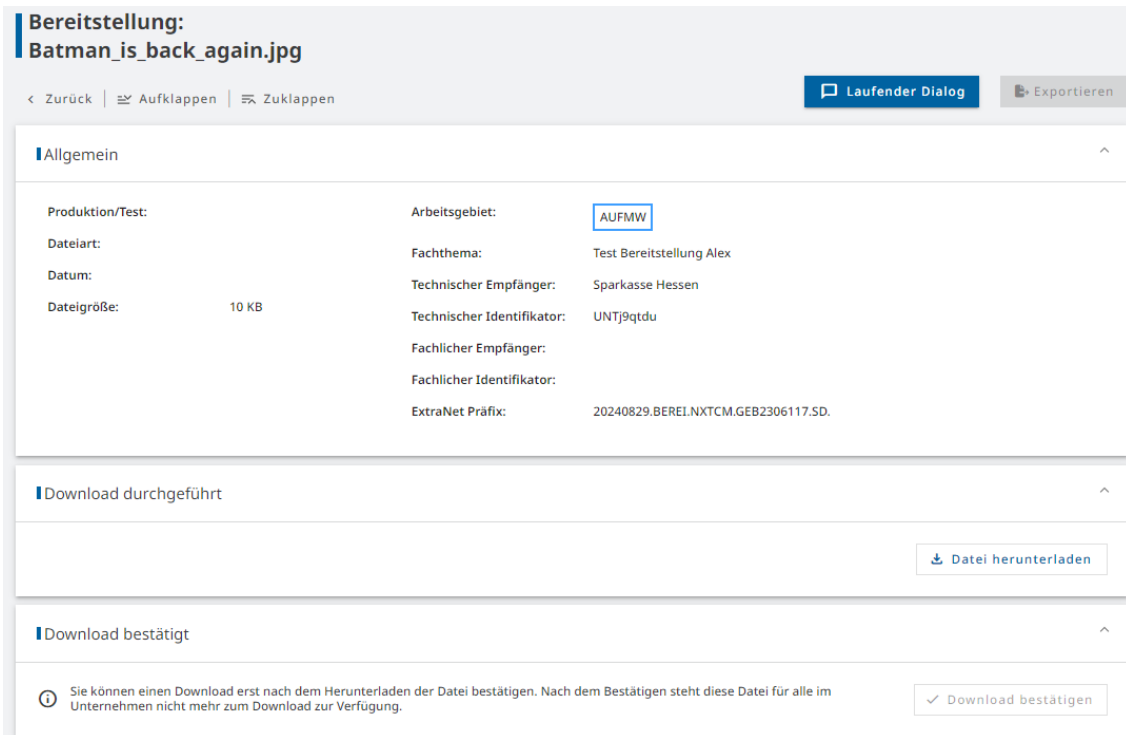 Bereitstellung:
Batman_is_back_again.jpg
Zurück
Aufklappen
Zuklappen
Laufender Dialog
Exportieren
Allgemein
Produktion/Test:
Dateiart:
Datum:
Dateigröße: 10 KB
Arbeitsgebiet: AUFMW
Fachthema: Test Bereitstellung Alex
Technischer Empfänger: Sparkasse Hessen
Technischer Identifikator: UNTj9qtdu
Fachlicher Empfänger:
Fachlicher Identifikator:
ExtraNet Präfix: 20240829.BEREI.NXTCM.GEB2306117.SD.
Download durchgeführt
Datei herunterladen
Download bestätigt
Sie können einen Download erst nach dem Herunterladen der Datei bestätigen. Nach dem Bestätigen steht diese Datei für alle im
Unternehmen nicht mehr zum Download zur Verfügung.
Download bestätigen